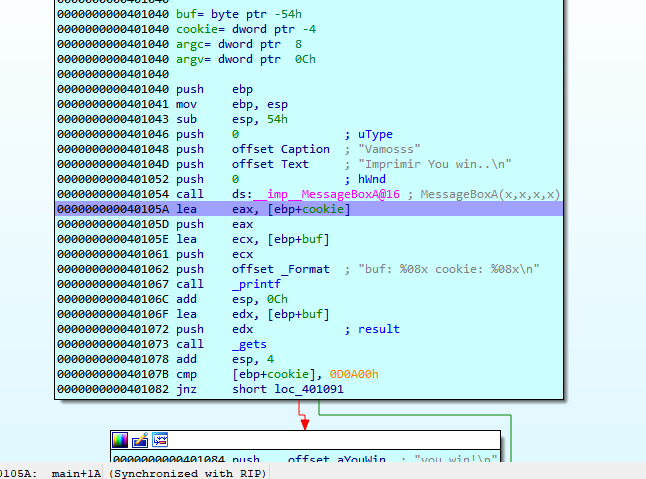 0000000000401040
0000000000401040 buf= byte ptr -54h
0000000000401040 cookie= dword ptr -4
0000000000401040 argc= dword ptr  8
0000000000401040 argv= dword ptr  0Ch
0000000000401040
0000000000401040 push    ebp
0000000000401041 mov     ebp, esp
0000000000401043 sub     esp, 54h
0000000000401046 push    0               ; uType
0000000000401048 push    offset Caption  ; "Vamosss"
000000000040104D push    offset Text     ; "Imprimir You win..\n"
0000000000401052 push    0               ; hWnd
0000000000401054 call    ds:__imp__MessageBoxA@16 ; MessageBoxA(x,x,x,x)
000000000040105A lea     eax, [ebp+cookie]
000000000040105D push    eax
000000000040105E lea     ecx, [ebp+buf]
0000000000401061 push    ecx
0000000000401062 push    offset _Format  ; "buf: %08x cookie: %08x\n"
0000000000401067 call    _printf
000000000040106C add     esp, 0Ch
000000000040106F lea     edx, [ebp+buf]
0000000000401072 push    edx             ; result
0000000000401073 call    _gets
0000000000401078 add     esp, 4
000000000040107B cmp     [ebp+cookie], 0D0A00h
0000000000401082 jnz     short loc_401091
0000000000401084 push    offset aYouWin  ; "you win!\n"
0105A: main+1A (Synchronized with RIP)